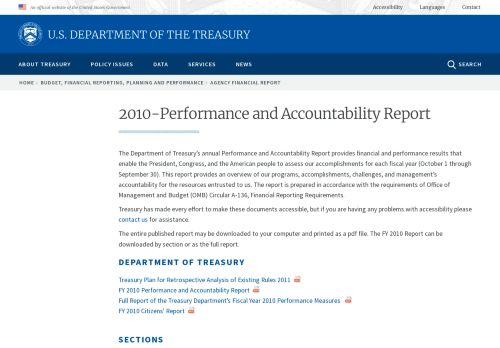 An official website of the United States Government
Accessibility Languages Contact
U.S. DEPARTMENT OF THE TREASURY
ABOUT TREASURY POLICY ISSUES DATA SERVICES NEWS SEARCH
HOME › BUDGET, FINANCIAL REPORTING, PLANNING AND PERFORMANCE › AGENCY FINANCIAL REPORT
2010-Performance and Accountability Report
The Department of Treasury's annual Performance and Accountability Report provides financial and performance results that
enable the President, Congress, and the American people to assess our accomplishments for each fiscal year (October 1 through
September 30). This report provides an overview of our programs, accomplishments, challenges, and management's
accountability for the resources entrusted to us. The report is prepared in accordance with the requirements of Office of
Management and Budget (OMB) Circular A-136, Financial Reporting Requirements.
Treasury has made every effort to make these documents accessible, but if you are having any problems with accessibility please
contact us for assistance.
The entire published report may be downloaded to your computer and printed as a pdf file. The FY 2010 Report can be
downloaded by section or as the full report.
DEPARTMENT OF TREASURY
Treasury Plan for Retrospective Analysis of Existing Rules 2011
FY 2010 Performance and Accountability Report
Full Report of the Treasury Department's Fiscal Year 2010 Performance Measures
FY 2010 Citizens' Report
SECTIONS